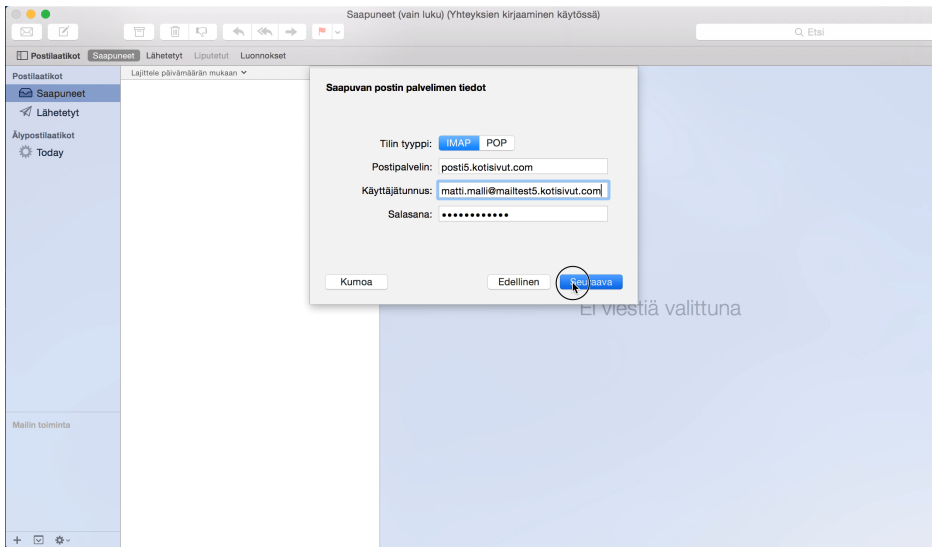 Saapuneet (vain luku) (Yhteyksien kirjaaminen käytössä)
Etsi
Postilaatikot Saapuneet Lähetetyt Liputetut Luonnokset
Postilaatikot
Saapuneet
Lähetetyt
Älypostilaatikot
Today
Lajittele päivämäärän mukaan
Saapuvan postin palvelimen tiedot
Tilin tyyppi: IMAP POP
Postipalvelin: posti5.kotisivut.com
Käyttäjätunnus: matti.malli@mailtest5.kotisivut.com
Salasana: ••••••••••••
Kumoa Edellinen Seuraava
Ei viestiä valittuna
Mailin toiminta